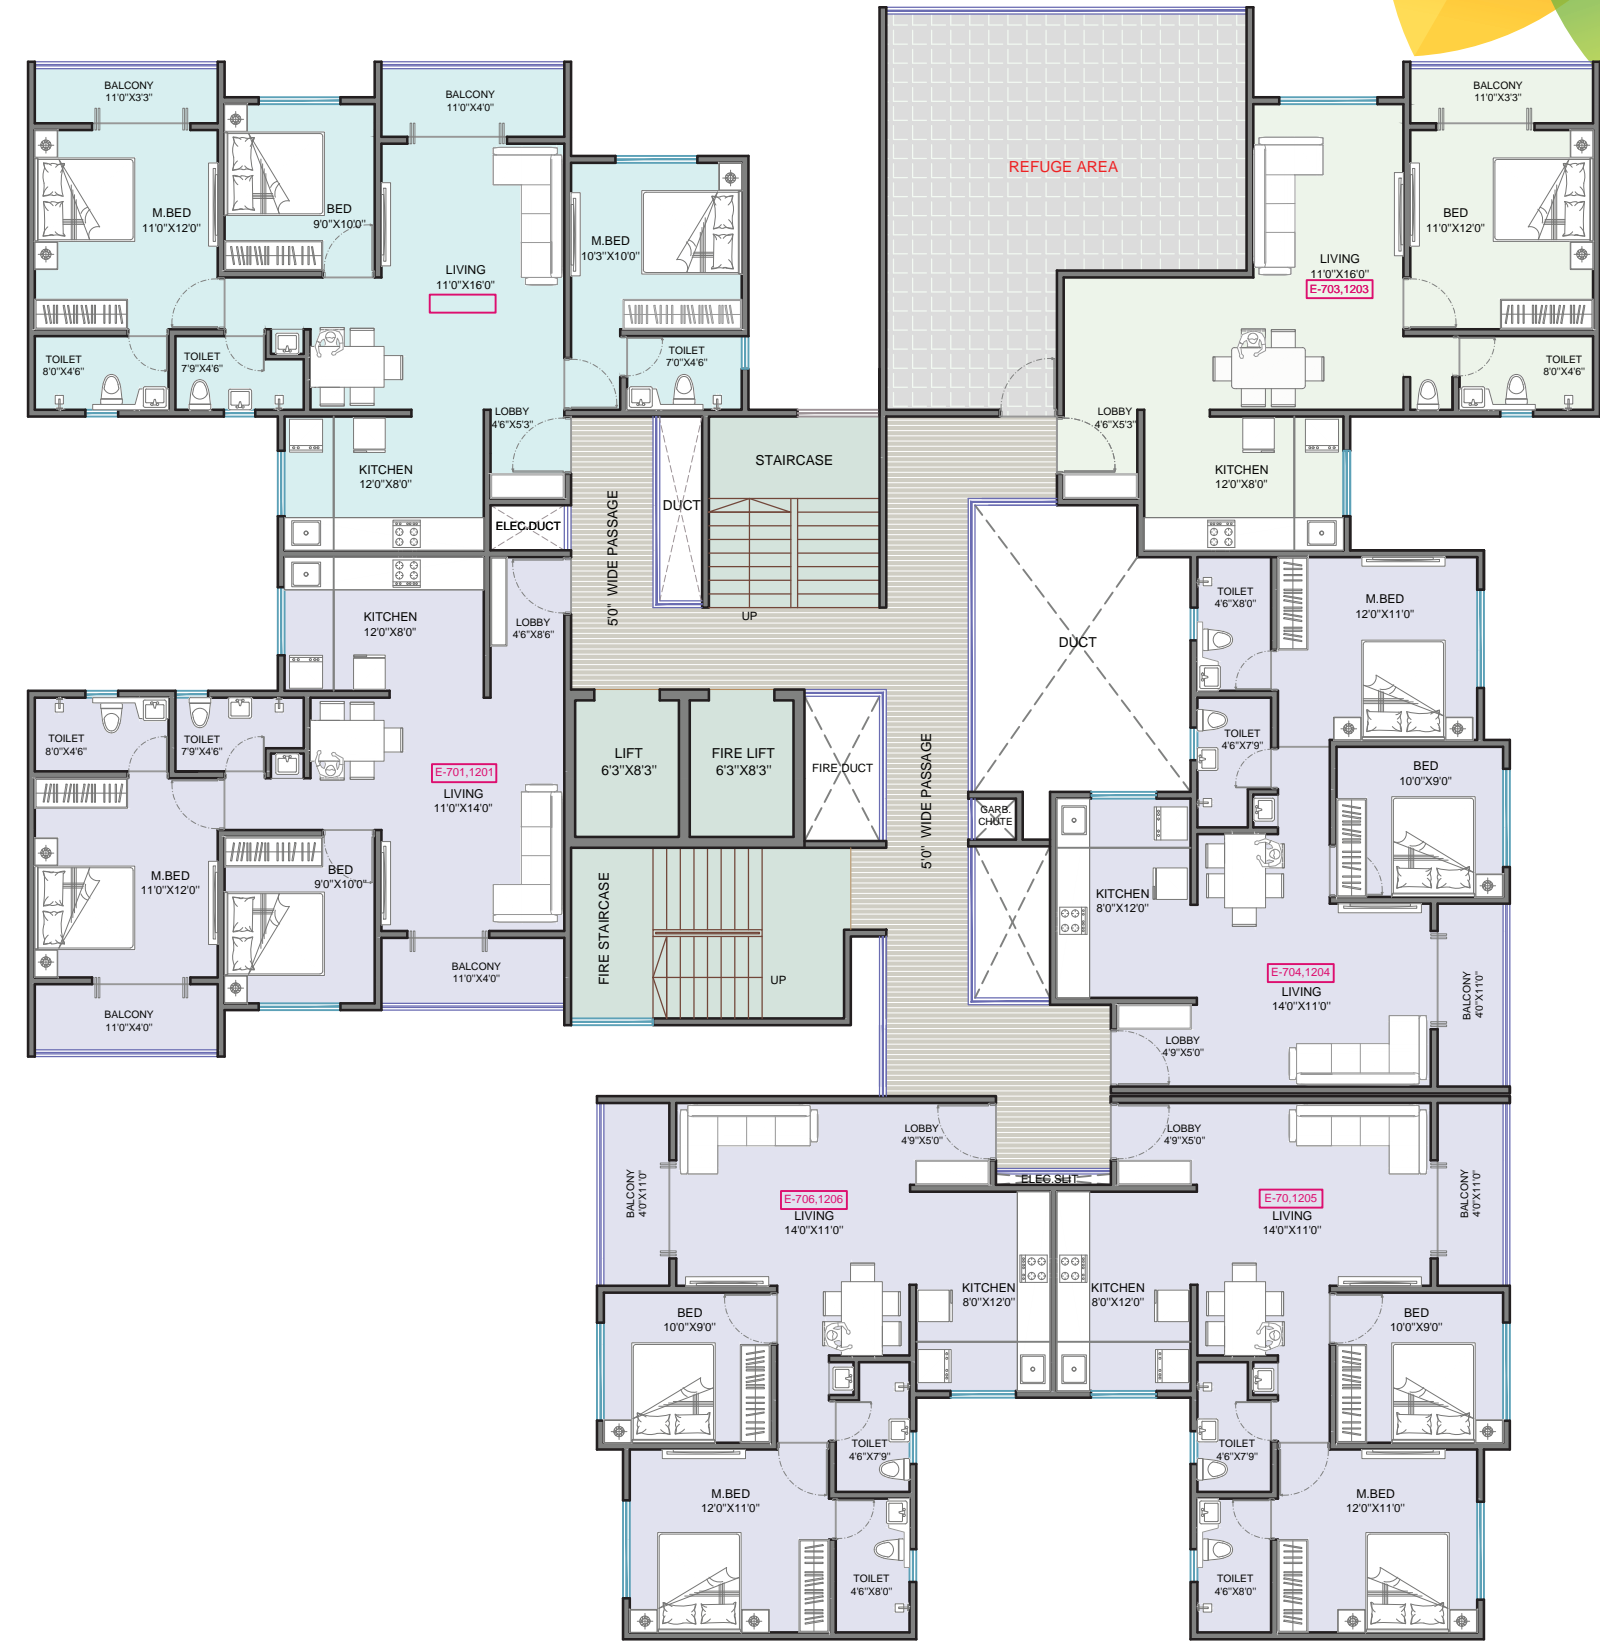 BALCONY
11'0"X3'3"
M.BED
11'0"X12'0"
BED
9'0"X10'0"
BALCONY
11'0"X4'0"
LIVING
11'0"X16'0"
M.BED
10'3"X10'0"
TOILET
8'0"X4'6"
TOILET
7'9"X4'6"
TOILET
7'0"X4'6"
LOBBY
4'6"X5'3"
KITCHEN
12'0"X8'0"
ELEC.DUCT
5'0" WIDE PASSAGE
DUCT
STAIRCASE
UP
REFUGE AREA
BALCONY
11'0"X3'3"
BED
11'0"X12'0"
LIVING
11'0"X16'0"
E-703,1203
TOILET
8'0"X4'6"
LOBBY
4'6"X5'3"
KITCHEN
12'0"X8'0"
KITCHEN
12'0"X8'0"
LOBBY
4'6"X8'6"
TOILET
8'0"X4'6"
TOILET
7'9"X4'6"
E-701,1201
LIVING
11'0"X14'0"
M.BED
11'0"X12'0"
BED
9'0"X10'0"
BALCONY
11'0"X4'0"
BALCONY
11'0"X4'0"
LIFT
6'3"X8'3"
FIRE LIFT
6'3"X8'3"
FIRE DUCT
FIRE STAIRCASE
UP
5'0" WIDE PASSAGE
DUCT
GARB.
CHUTE
TOILET
4'6"X8'0"
M.BED
12'0"X11'0"
TOILET
4'6"X7'9"
BED
10'0"X9'0"
KITCHEN
8'0"X12'0"
E-704,1204
LIVING
14'0"X11'0"
BALCONY
4'0"X11'0"
LOBBY
4'9"X5'0"
LOBBY
4'9"X5'0"
LOBBY
4'9"X5'0"
ELEC.SLIT
BALCONY
4'0"X11'0"
E-706,1206
LIVING
14'0"X11'0"
E-70,1205
LIVING
14'0"X11'0"
BALCONY
4'0"X11'0"
KITCHEN
8'0"X12'0"
KITCHEN
8'0"X12'0"
BED
10'0"X9'0"
BED
10'0"X9'0"
TOILET
4'6"X7'9"
TOILET
4'6"X7'9"
M.BED
12'0"X11'0"
M.BED
12'0"X11'0"
TOILET
4'6"X8'0"
TOILET
4'6"X8'0"